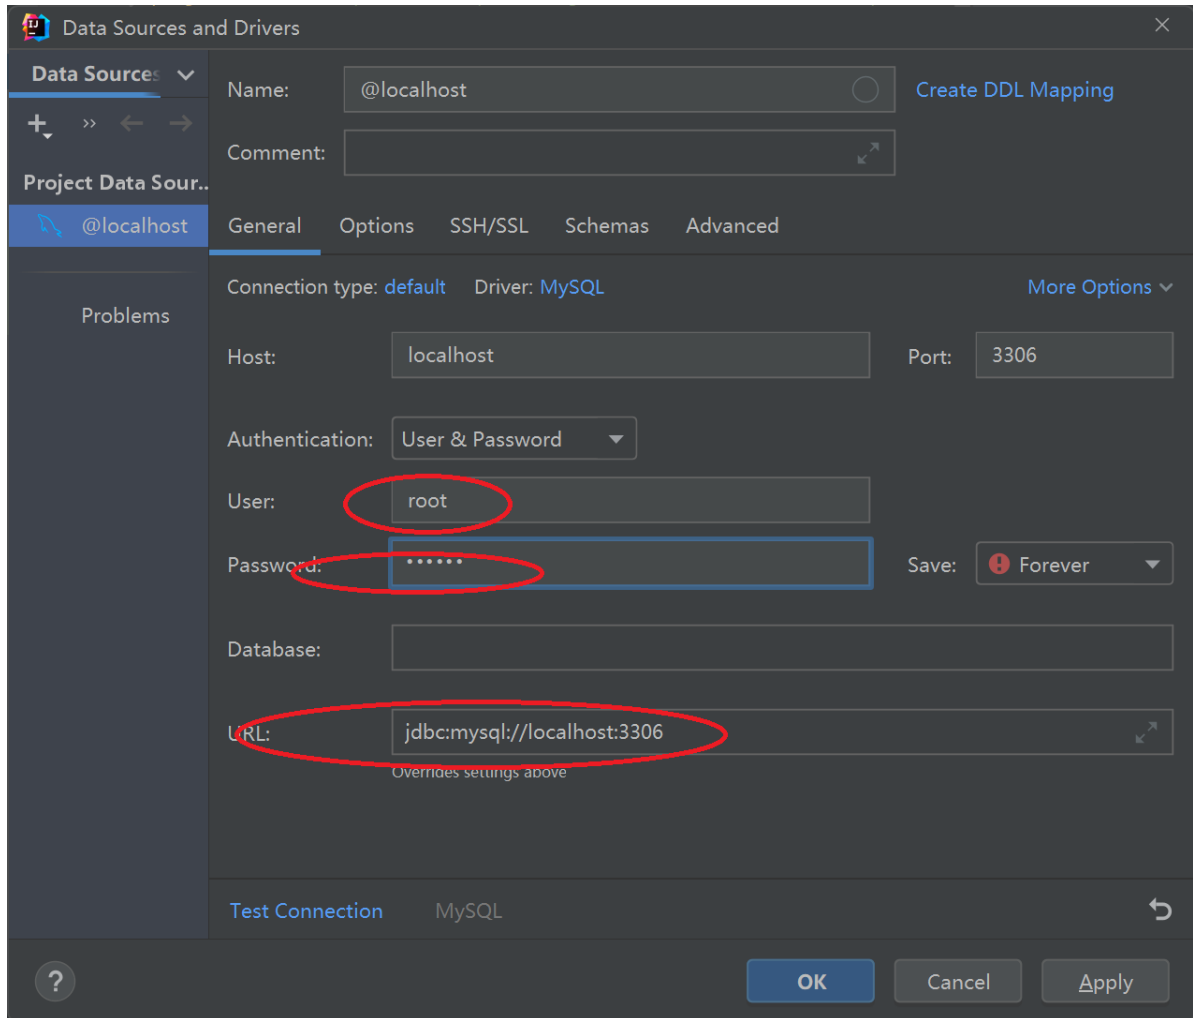 Data Sources and Drivers
Data Sources
Name: @localhost Create DDL Mapping
Comment:
Project Data Sour..
@localhost
Problems
General Options SSH/SSL Schemas Advanced
Connection type: default Driver: MySQL More Options
Host: localhost Port: 3306
Authentication: User & Password
User: root
Password: •••••• Save: Forever
Database:
URL: jdbc:mysql://localhost:3306
Overrides settings above
Test Connection MySQL
? OK Cancel Apply